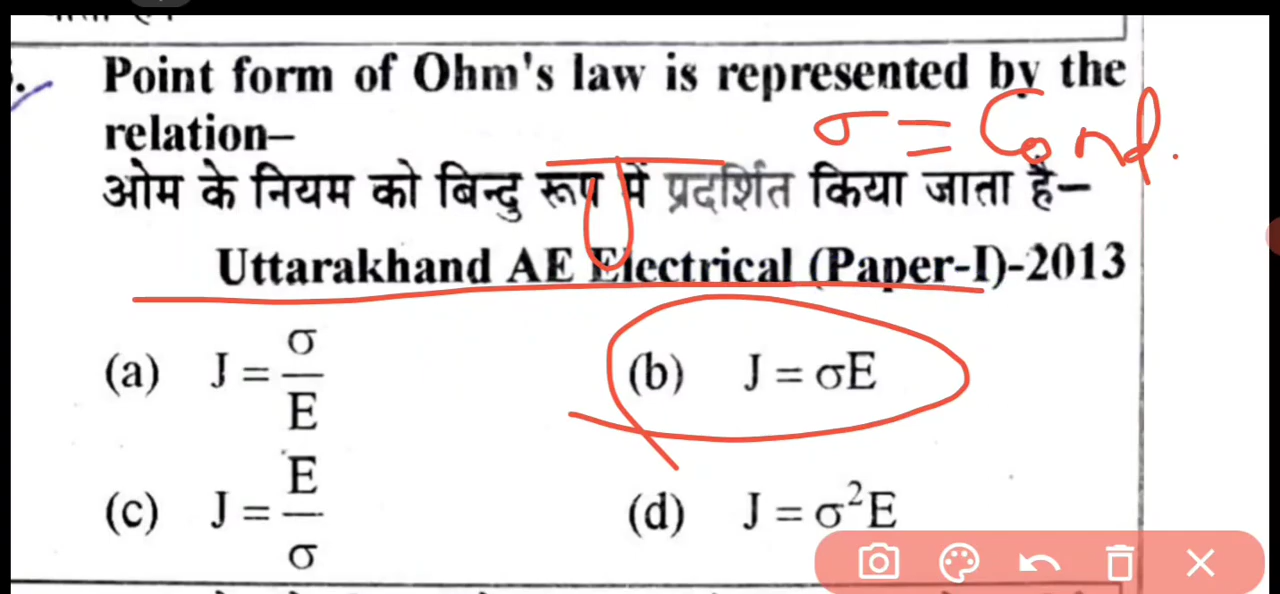 Point form of Ohm's law is represented by the
relation–
σ = Cond.
ओम के नियम को बिन्दु रूप में प्रदर्शित किया जाता है–
J
Uttarakhand AE Electrical (Paper-I)-2013
(a) J = σ/E
(b) J = σE
(c) J = E/σ
(d) J = σ²E